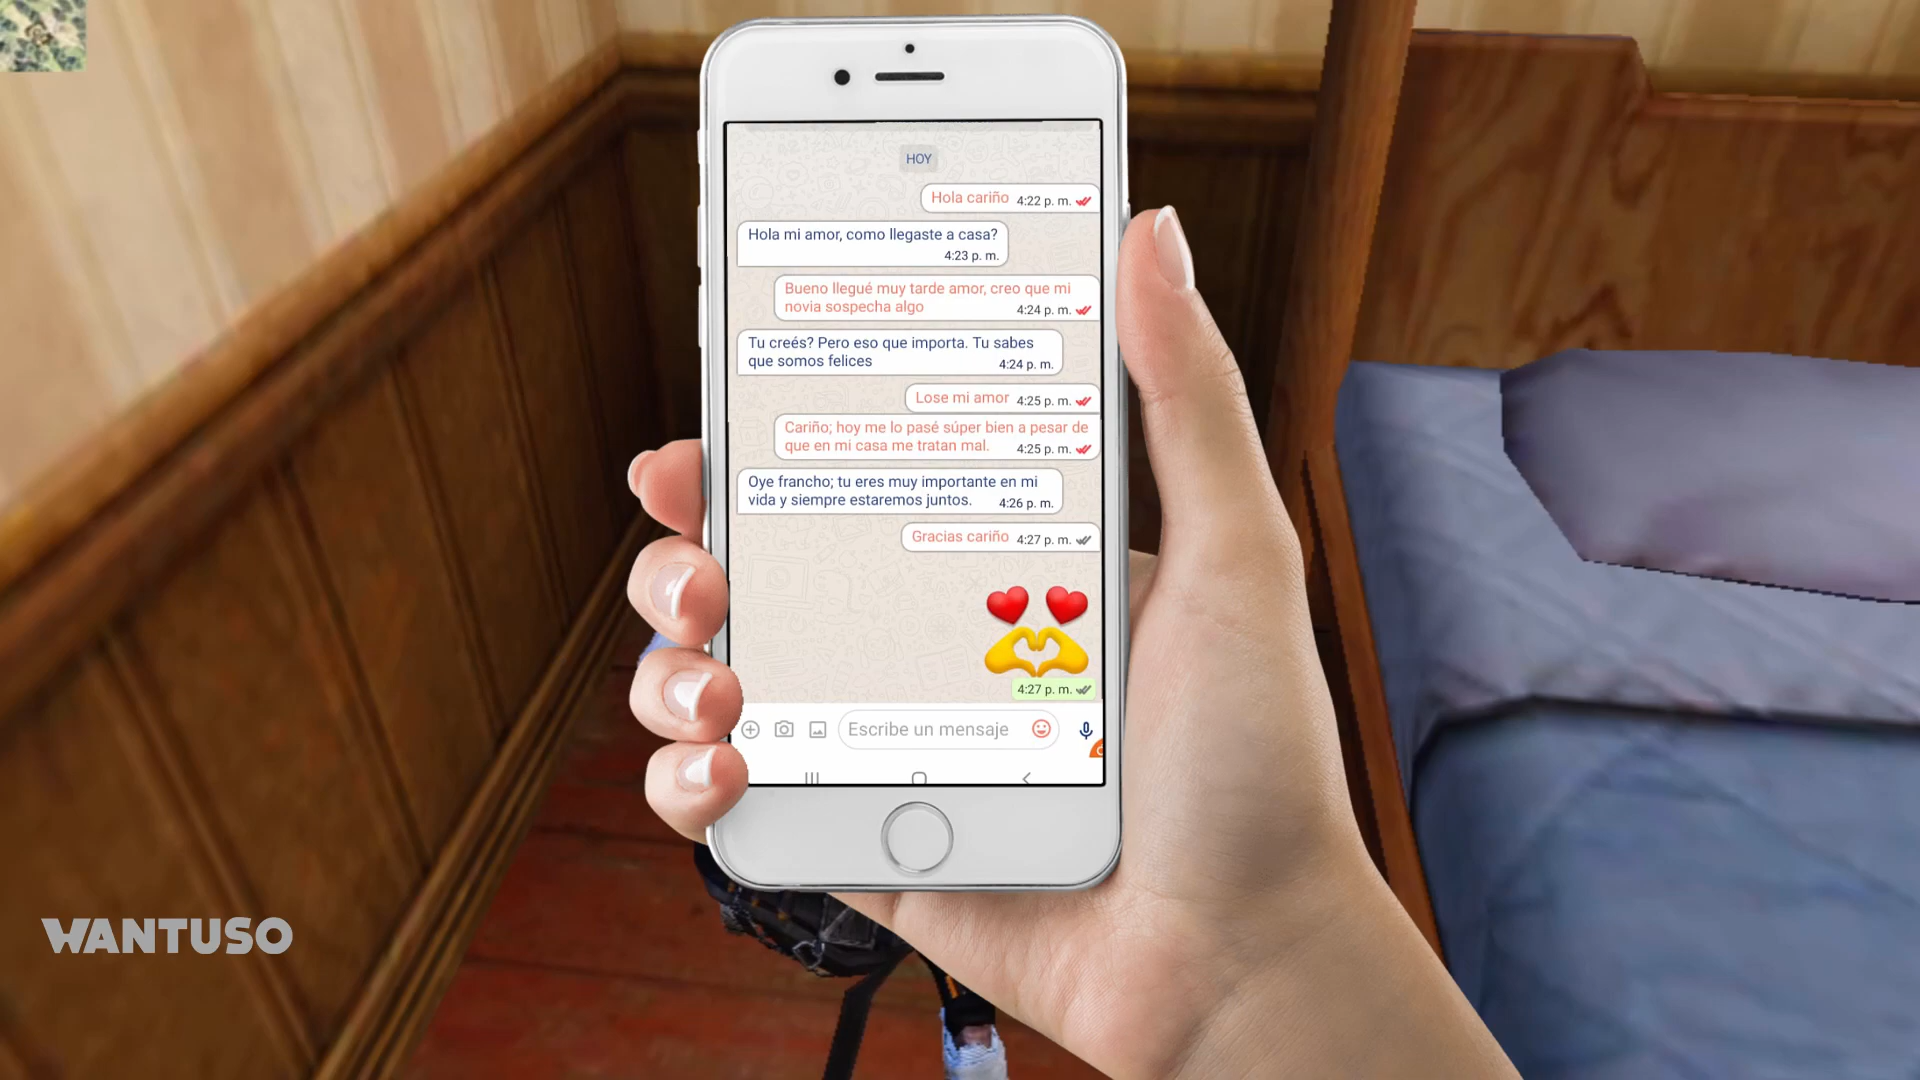 HOY
Hola cariño 4:22 p. m.
Hola mi amor, como llegaste a casa?
4:23 p. m.
Bueno llegué muy tarde amor, creo que mi
novia sospecha algo 4:24 p. m.
Tu creés? Pero eso que importa. Tu sabes
que somos felices 4:24 p. m.
Lose mi amor 4:25 p. m.
Cariño; hoy me lo pasé súper bien a pesar de
que en mi casa me tratan mal. 4:25 p. m.
Oye francho; tu eres muy importante en mi
vida y siempre estaremos juntos. 4:26 p. m.
Gracias cariño 4:27 p. m.
4:27 p. m.
Escribe un mensaje
WANTUSO